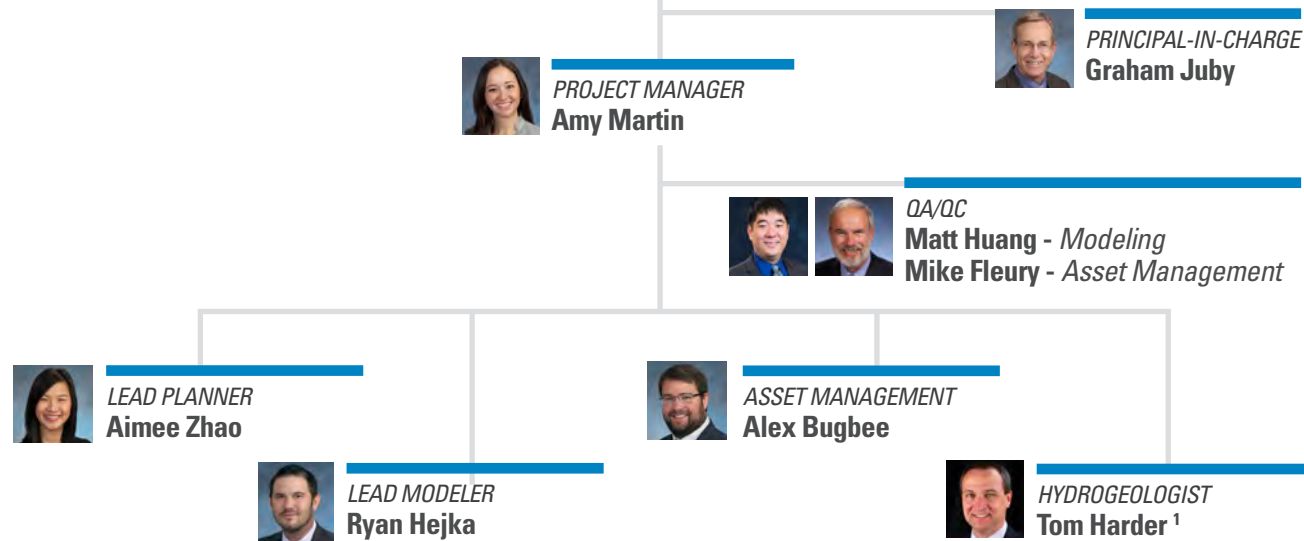 PRINCIPAL-IN-CHARGE
Graham Juby
PROJECT MANAGER
Amy Martin
QA/QC
Matt Huang - Modeling
Mike Fleury - Asset Management
LEAD PLANNER
Aimee Zhao
ASSET MANAGEMENT
Alex Bugbee
LEAD MODELER
Ryan Hejka
HYDROGEOLOGIST
Tom Harder 1